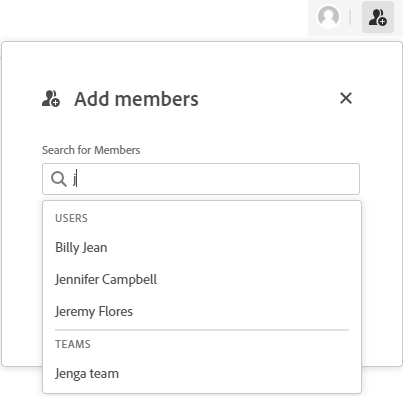 Add members
Search for Members
j
USERS
Billy Jean
Jennifer Campbell
Jeremy Flores
TEAMS
Jenga team